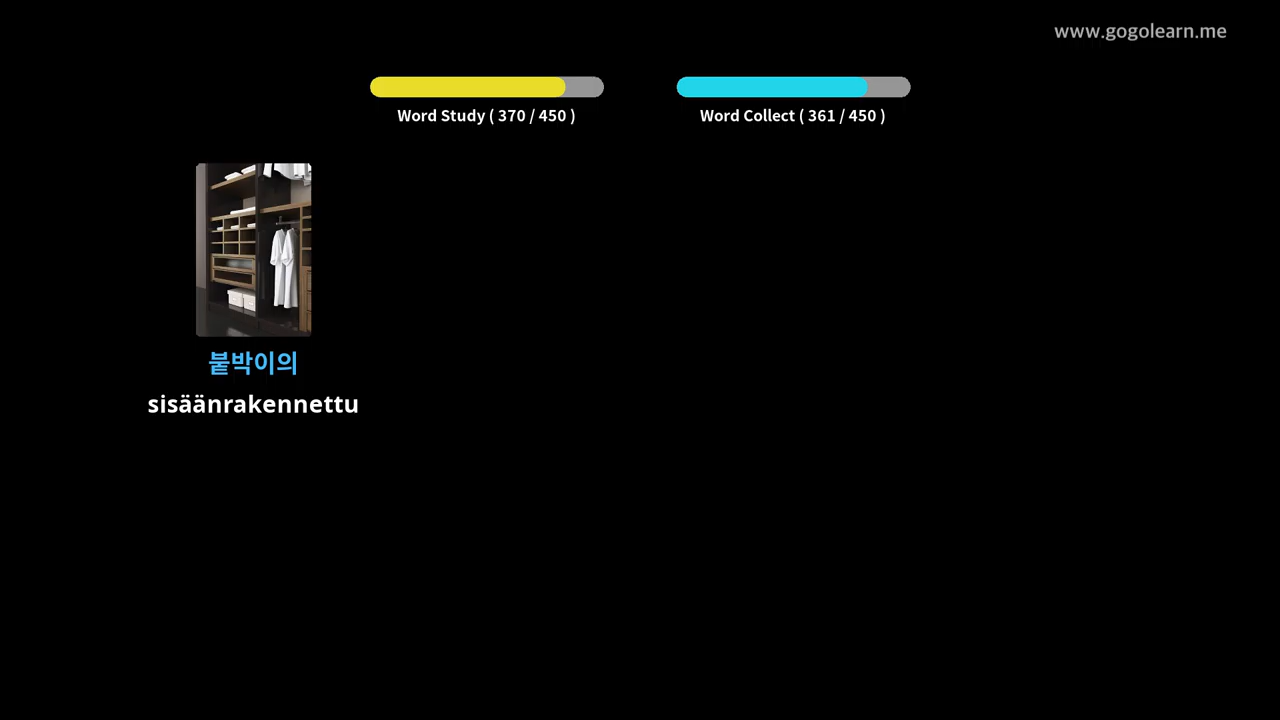 www.gogolearn.me
Word Study ( 370 / 450 )
Word Collect ( 361 / 450 )
붙박이의
sisäänrakennettu